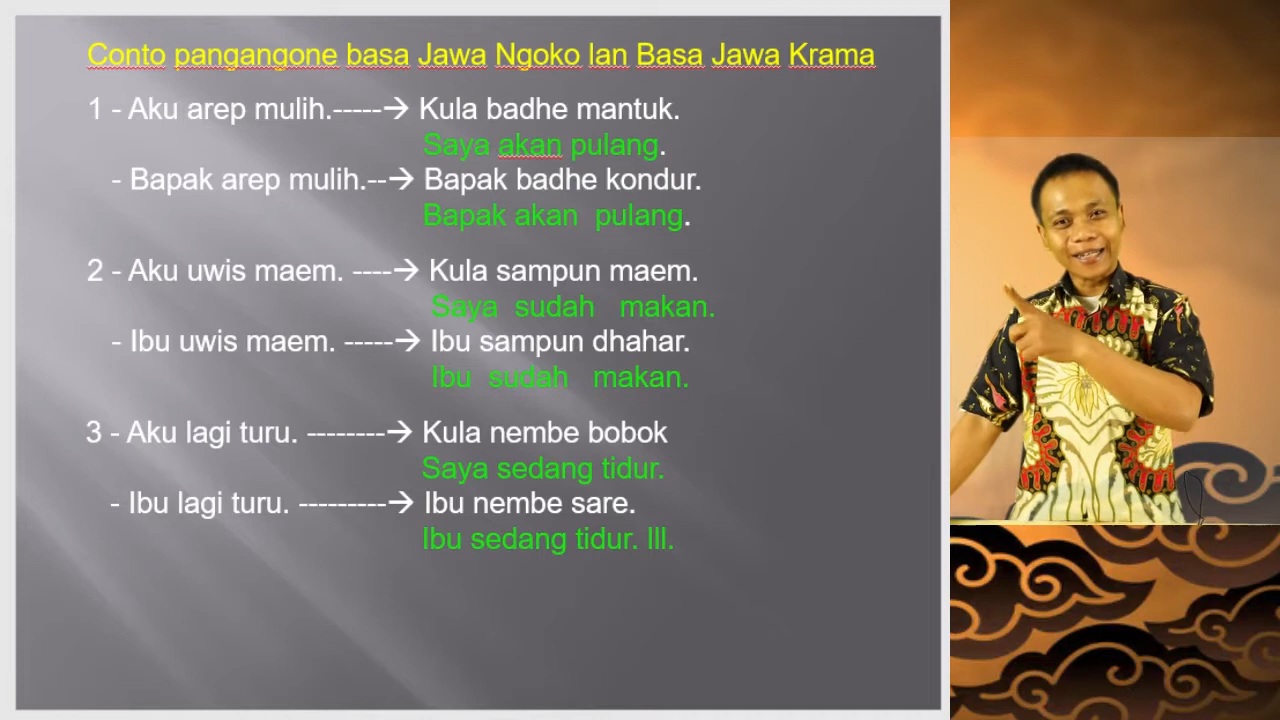 Conto pangangone basa Jawa Ngoko lan Basa Jawa Krama
1 - Aku arep mulih.-----→ Kula badhe mantuk.
Saya akan pulang.
- Bapak arep mulih.--→ Bapak badhe kondur.
Bapak akan pulang.
2 - Aku uwis maem. ----→ Kula sampun maem.
Saya sudah makan.
- Ibu uwis maem. -----→ Ibu sampun dhahar.
Ibu sudah makan.
3 - Aku lagi turu. --------→ Kula nembe bobok
Saya sedang tidur.
- Ibu lagi turu. ---------→ Ibu nembe sare.
Ibu sedang tidur. lll.